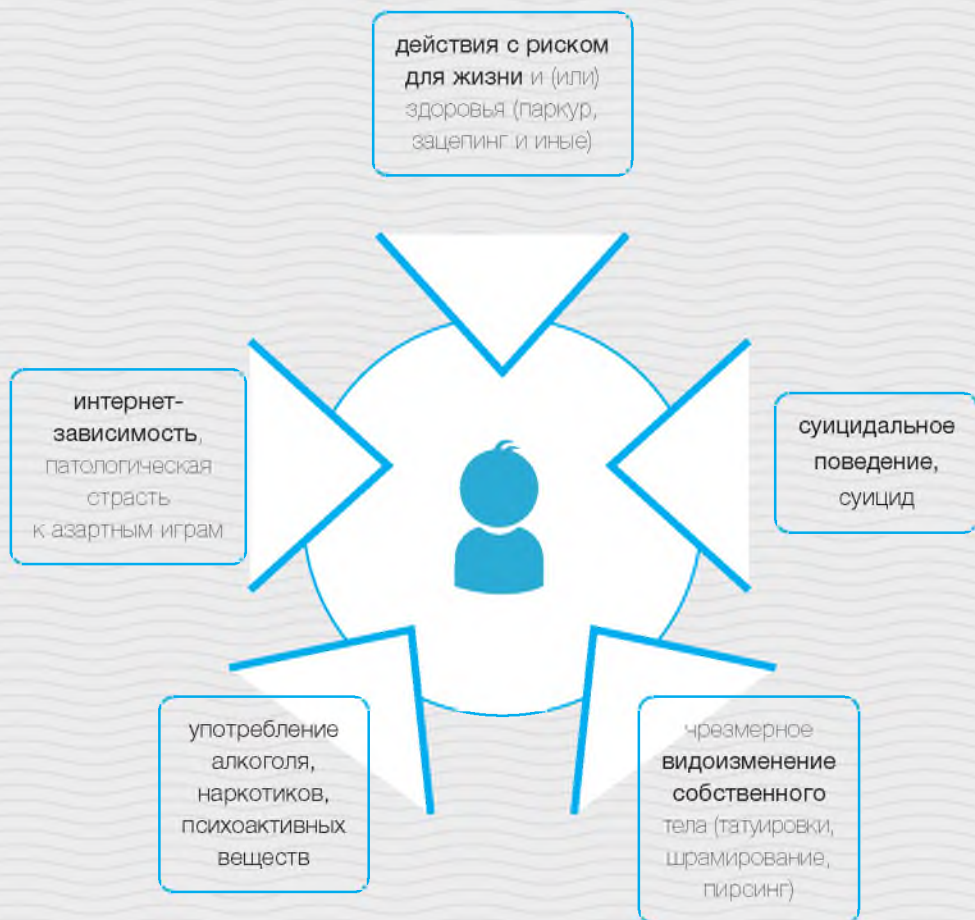 действия с риском
для жизни и (или)
здоровья (паркур,
зацепинг и иные)
интернет-
зависимость,
патологическая
страсть
к азартным играм
суицидальное
поведение,
суицид
употребление
алкоголя,
наркотиков,
психоактивных
веществ
чрезмерное
видоизменение
собственного
тела (татуировки,
шрамирование,
пирсинг)